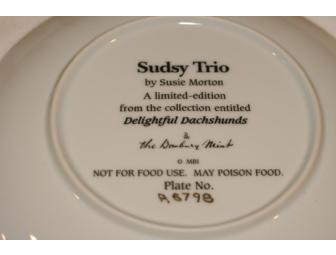 Sudsy Trio
by Susie Morton
A limited-edition
from the collection entitled
Delightful Dachshunds
&
the Danbury Mint
© MBI
NOT FOR FOOD USE. MAY POISON FOOD.
Plate No.
A6798